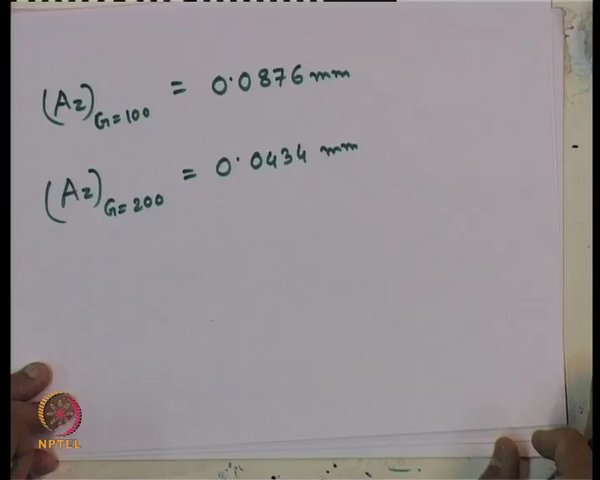 (Az)G=100 = 0.0876 mm
(Az)G=200 = 0.0434 mm
NPTEL